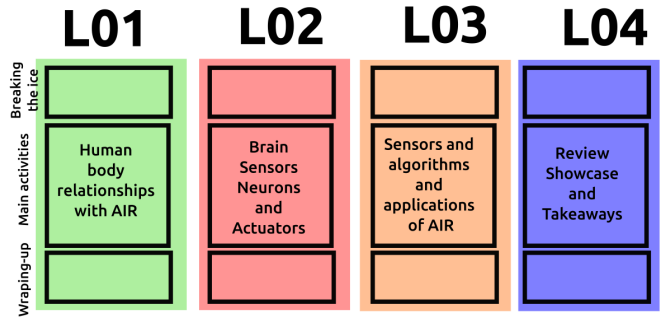 L01
L02
L03
L04
Breaking
the ice
Main activities
Wraping-up
Human
body
relationships
with AIR
Brain
Sensors
Neurons
and
Actuators
Sensors and
algorithms
and
applications
of AIR
Review
Showcase
and
Takeaways